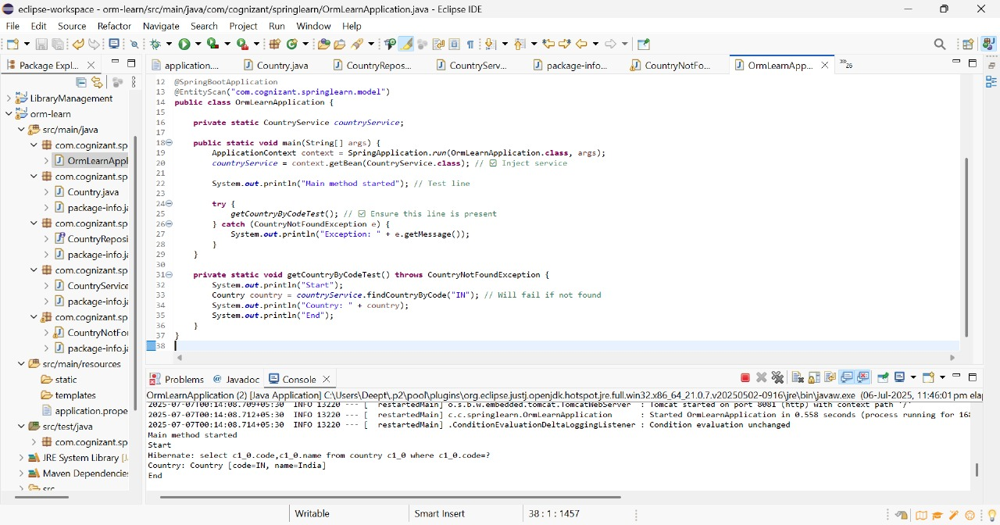 eclipse-workspace - orm-learn/src/main/java/com/cognizant/springlearn/OrmLearnApplication.java - Eclipse IDE
File Edit Source Refactor Navigate Search Project Run Window Help
Package Expl...
application....
Country.java
CountryRepos...
CountryServ...
package-info...
CountryNotFo...
OrmLearnApp...
»26
LibraryManagement
orm-learn
src/main/java
com.cognizant.sp
OrmLearnAppl
com.cognizant.sp
Country.java
package-info.ja
com.cognizant.sp
CountryReposi
package-info.ja
com.cognizant.sp
CountryService
package-info.ja
com.cognizant.sp
CountryNotFou
package-info.ja
src/main/resources
static
templates
application.prope
src/test/java
com.cognizant.sp
JRE System Library [J
Maven Dependencies
src
12 @SpringBootApplication
13 @EntityScan("com.cognizant.springlearn.model")
14 public class OrmLearnApplication {
15
16 private static CountryService countryService;
17
18 public static void main(String[] args) {
19 ApplicationContext context = SpringApplication.run(OrmLearnApplication.class, args);
20 countryService = context.getBean(CountryService.class); // ☑ Inject service
21
22 System.out.println("Main method started"); // Test line
23
24 try {
25 getCountryByCodeTest(); // ☑ Ensure this line is present
26 } catch (CountryNotFoundException e) {
27 System.out.println("Exception: " + e.getMessage());
28 }
29 }
30
31 private static void getCountryByCodeTest() throws CountryNotFoundException {
32 System.out.println("Start");
33 Country country = countryService.findCountryByCode("IN"); // Will fail if not found
34 System.out.println("Country: " + country);
35 System.out.println("End");
36 }
37 }
38
Problems Javadoc Console
OrmLearnApplication (2) [Java Application] C:\Users\Deept\.p2\pool\plugins\org.eclipse.justj.openjdk.hotspot.jre.full.win32.x86_64_21.0.7.v20250502-0916\jre\bin\javaw.exe (06-Jul-2025, 11:46:01 pm elap
2025-07-07T00:14:08.709+05:30 INFO 13220 --- [ restartedMain] o.s.b.w.embedded.tomcat.TomcatWebServer : Tomcat started on port 8081 (http) with context path '/'
2025-07-07T00:14:08.712+05:30 INFO 13220 --- [ restartedMain] c.c.springlearn.OrmLearnApplication : Started OrmLearnApplication in 0.558 seconds (process running for 168
2025-07-07T00:14:08.714+05:30 INFO 13220 --- [ restartedMain] .ConditionEvaluationDeltaLoggingListener : Condition evaluation unchanged
Main method started
Start
Hibernate: select c1_0.code,c1_0.name from country c1_0 where c1_0.code=?
Country: Country [code=IN, name=India]
End
Writable
Smart Insert
38 : 1 : 1457